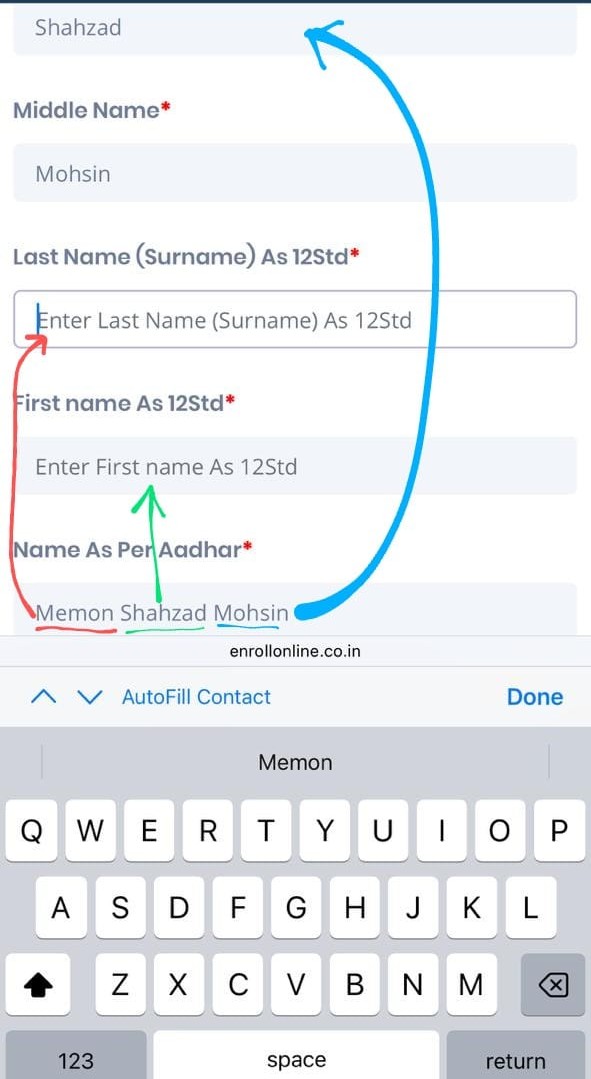 Shahzad
Middle Name*
Mohsin
Last Name (Surname) As 12Std*
Enter Last Name (Surname) As 12Std
First name As 12Std*
Enter First name As 12Std
Name As Per Aadhar*
Memon Shahzad Mohsin
enrollonline.co.in
AutoFill Contact Done
Memon
Q W E R T Y U I O P
A S D F G H J K L
Z X C V B N M
123 space return